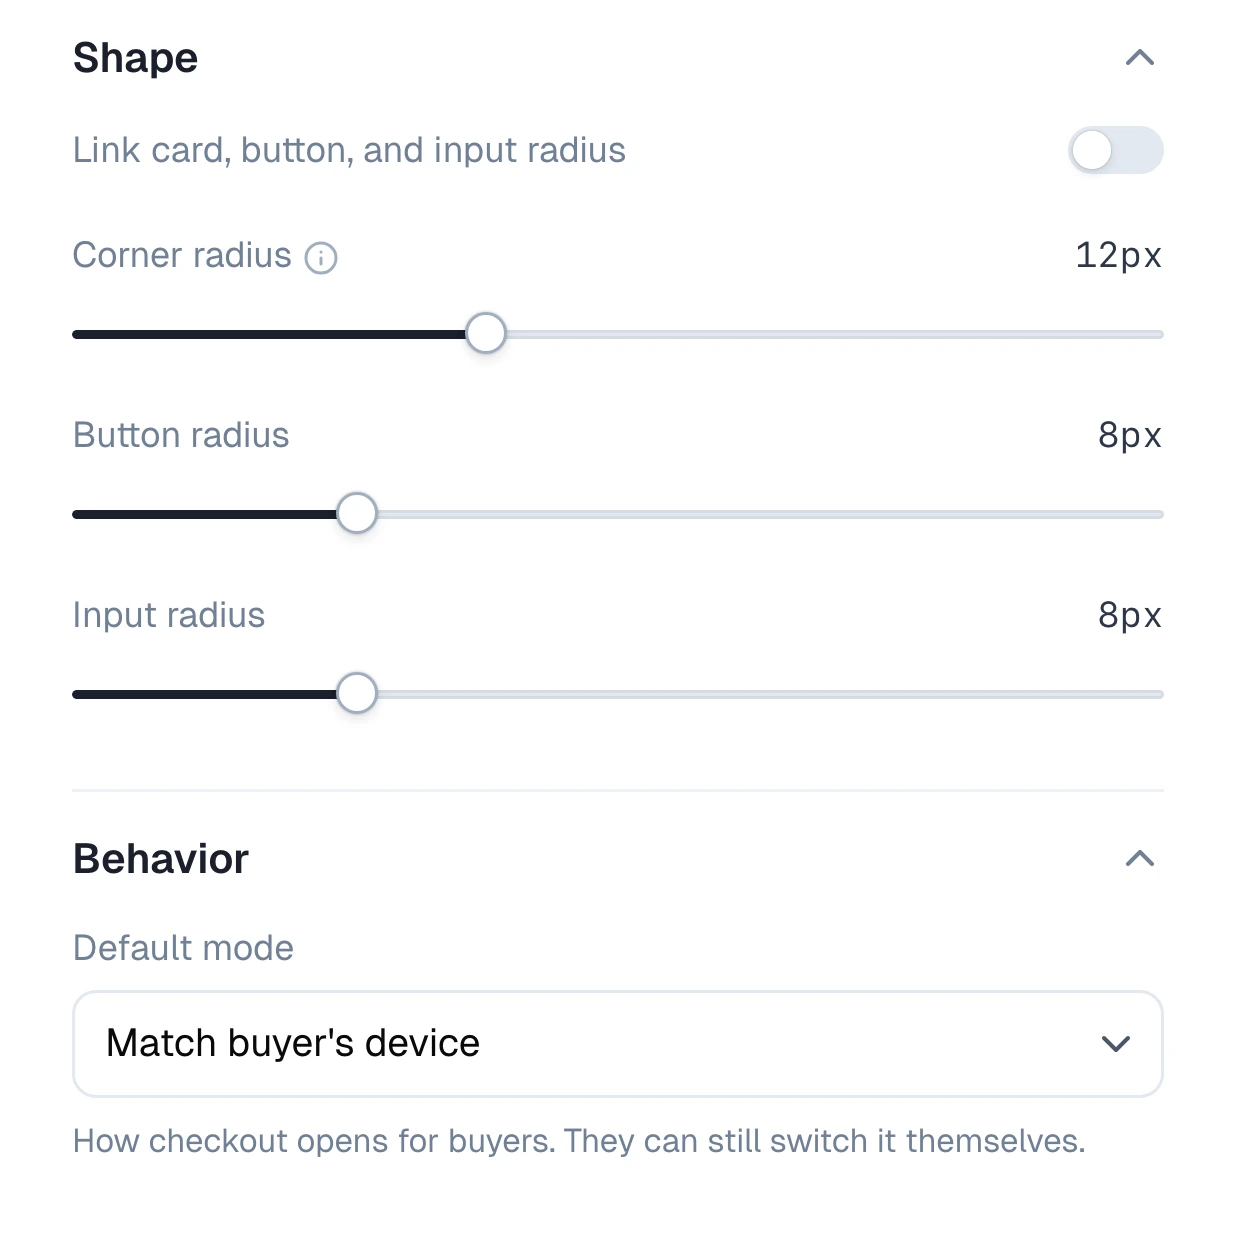 Shape
Link card, button, and input radius
Corner radius
12px
Button radius
8px
Input radius
8px
Behavior
Default mode
Match buyer's device
How checkout opens for buyers. They can still switch it themselves.